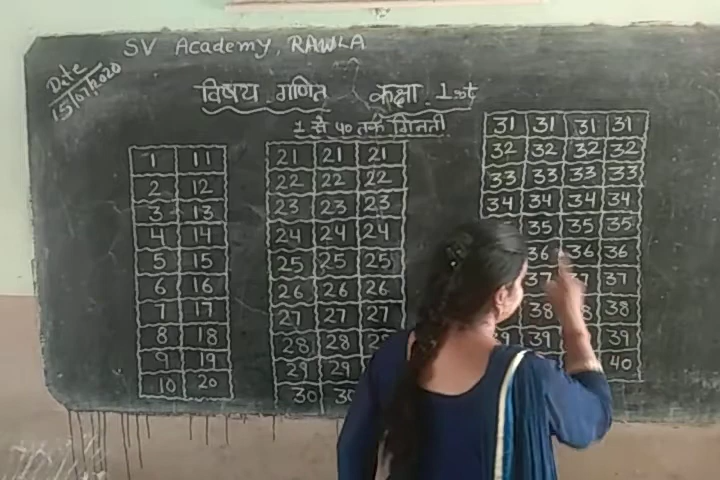 SV Academy, RAWLA
Date
15/07/2020
विषय - गणित कक्षा - 1st
1 से 40 तक गिनती
1 11
2 12
3 13
4 14
5 15
6 16
7 17
8 18
9 19
10 20
21 21 21
22 22 22
23 23 23
24 24 24
25 25 25
26 26 26
27 27 27
28 28
29 29
30 30
31 31 31 31
32 32 32 32
33 33 33 33
34 34 34 34
35 35 35
36 36 36
37 37
38 38
39 39
40